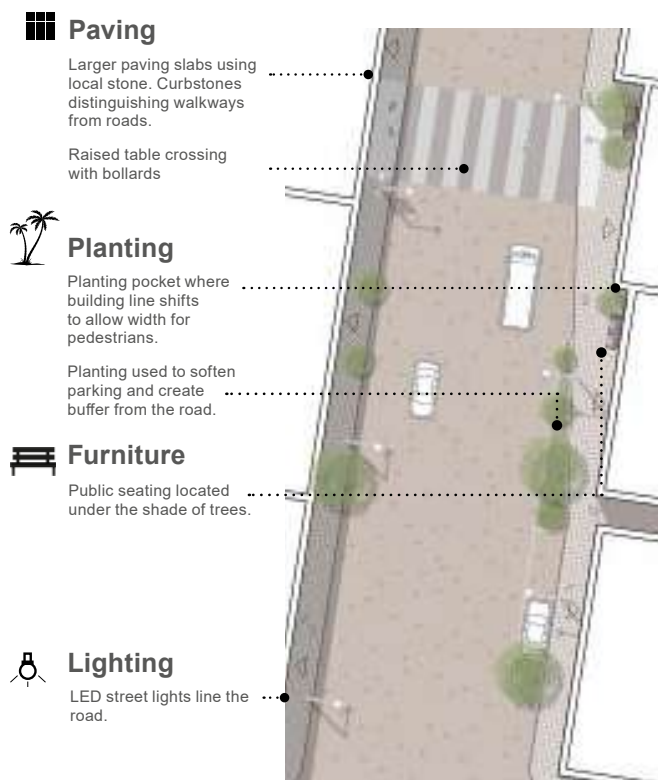 Paving
Larger paving slabs using
local stone. Curbstones
distinguishing walkways
from roads.
Raised table crossing
with bollards
Planting
Planting pocket where
building line shifts
to allow width for
pedestrians.
Planting used to soften
parking and create
buffer from the road.
Furniture
Public seating located
under the shade of trees.
Lighting
LED street lights line the
road.